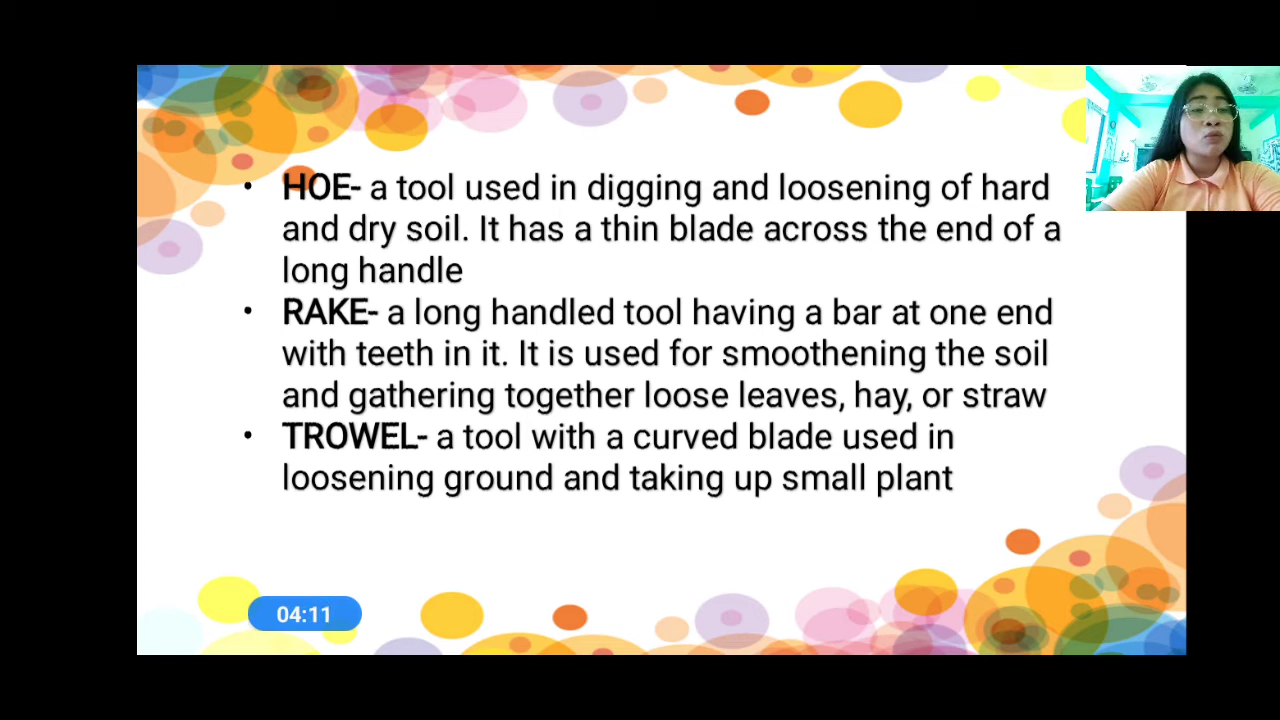 • HOE- a tool used in digging and loosening of hard
and dry soil. It has a thin blade across the end of a
long handle
• RAKE- a long handled tool having a bar at one end
with teeth in it. It is used for smoothening the soil
and gathering together loose leaves, hay, or straw
• TROWEL- a tool with a curved blade used in
loosening ground and taking up small plant
04:11